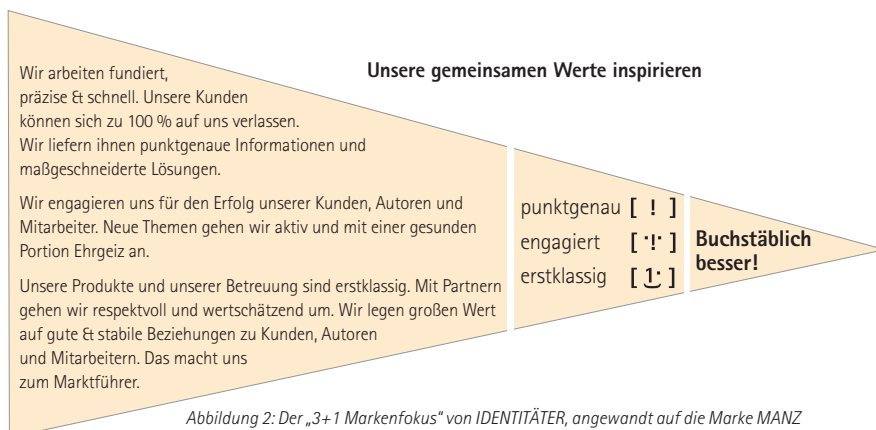 Unsere gemeinsamen Werte inspirieren
Wir arbeiten fundiert,
präzise & schnell. Unsere Kunden
können sich zu 100 % auf uns verlassen.
Wir liefern ihnen punktgenaue Informationen und
maßgeschneiderte Lösungen.
Wir engagieren uns für den Erfolg unserer Kunden, Autoren und
Mitarbeiter. Neue Themen gehen wir aktiv und mit einer gesunden
Portion Ehrgeiz an.
Unsere Produkte und unserer Betreuung sind erstklassig. Mit Partnern
gehen wir respektvoll und wertschätzend um. Wir legen großen Wert
auf gute & stabile Beziehungen zu Kunden, Autoren
und Mitarbeitern. Das macht uns
zum Marktführer.
punktgenau [ ! ]
engagiert [ ·!· ]
erstklassig [ 1 ]
Buchstäblich
besser!
Abbildung 2: Der „3+1 Markenfokus“ von IDENTITÄTER, angewandt auf die Marke MANZ